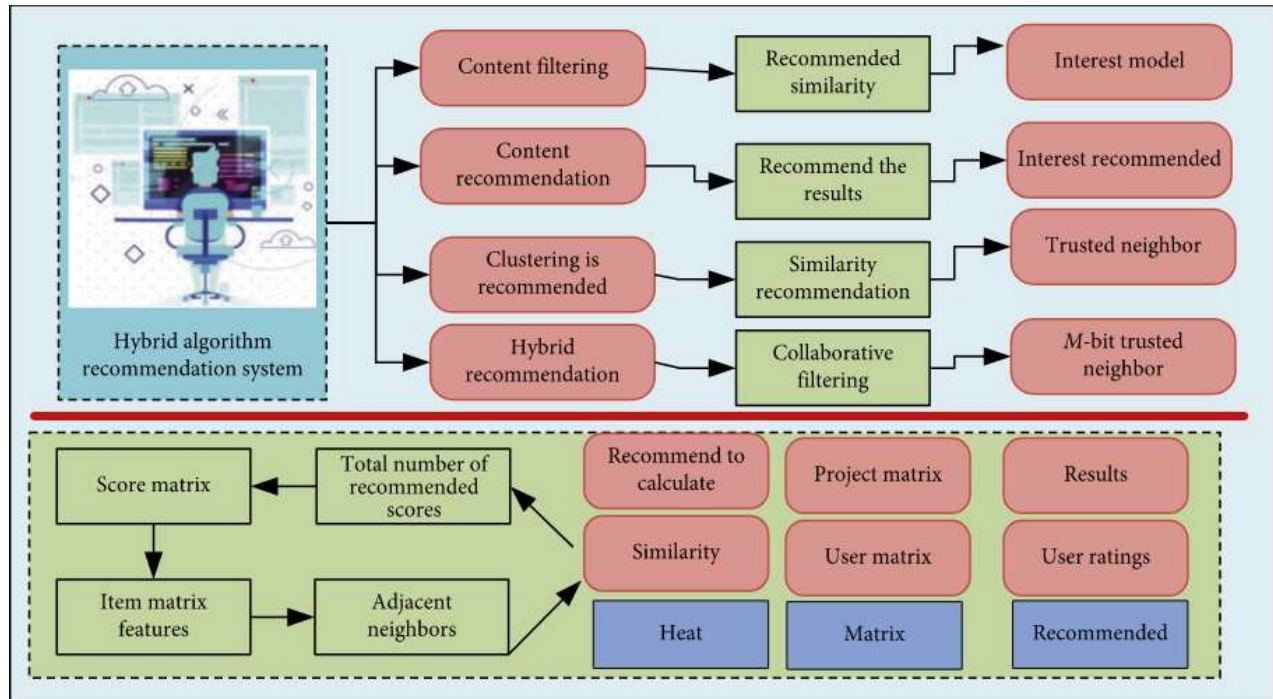 Content filtering
Recommended
similarity
Interest model
Content
recommendation
Recommend the
results
Interest recommended
Clustering is
recommended
Similarity
recommendation
Trusted neighbor
Hybrid
recommendation
Collaborative
filtering
M-bit trusted
neighbor
Hybrid algorithm
recommendation system
Score matrix
Total number of
recommended
scores
Recommend to
calculate
Project matrix
Results
Similarity
User matrix
User ratings
Item matrix
features
Adjacent
neighbors
Heat
Matrix
Recommended